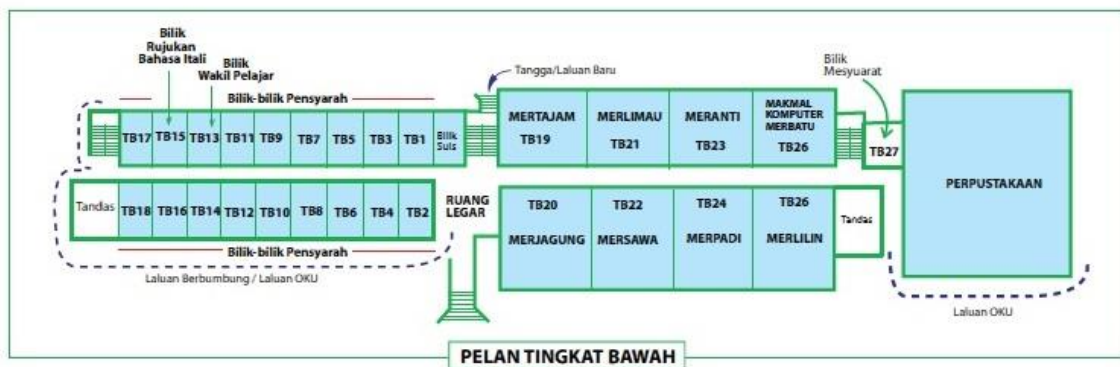 Bilik
Rujukan
Bahasa Itali
Bilik
Wakil Pelajar
Bilik-bilik Pensyarah
Tangga/Laluan Baru
Bilik
Mesyuarat
TB17 TB15 TB13 TB11 TB9 TB7 TB5 TB3 TB1
Bilik
Suis
MERTAJAM
TB19
MERLIMAU
TB21
MERANTI
TB23
MAKMAL
KOMPUTER
MERBATU
TB26
TB27
PERPUSTAKAAN
Tandas
TB18 TB16 TB14 TB12 TB10 TB8 TB6 TB4 TB2
RUANG
LEGAR
TB20
MERJAGUNG
TB22
MERSAWA
TB24
MERPADI
TB26
MERLILIN
Tandas
Bilik-bilik Pensyarah
Laluan Berbumbung / Laluan OKU
Laluan OKU
PELAN TINGKAT BAWAH